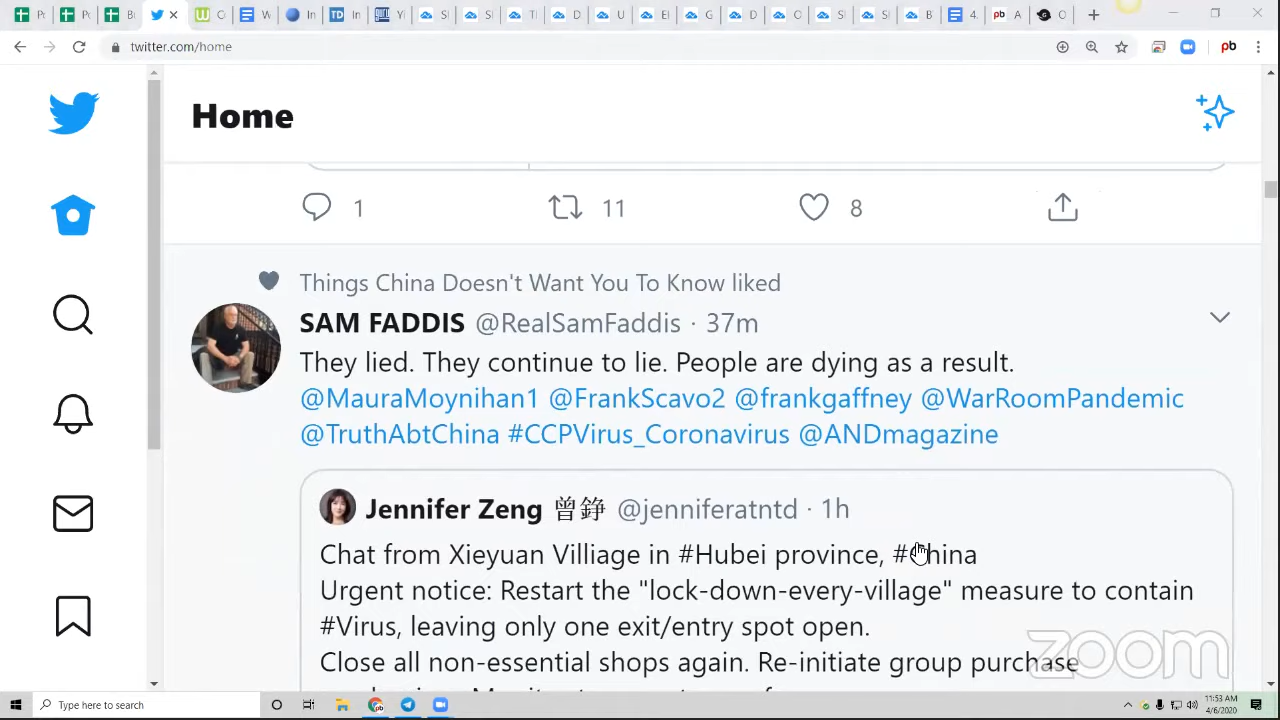 twitter.com/home
pb
Home
1
11
8
Things China Doesn't Want You To Know liked
SAM FADDIS @RealSamFaddis · 37m
They lied. They continue to lie. People are dying as a result.
@MauraMoynihan1 @FrankScavo2 @frankgaffney @WarRoomPandemic
@TruthAbtChina #CCPVirus_Coronavirus @ANDmagazine
Jennifer Zeng 曾錚 @jenniferatntd · 1h
Chat from Xieyuan Villiage in #Hubei province, #China
Urgent notice: Restart the "lock-down-every-village" measure to contain
#Virus, leaving only one exit/entry spot open.
Close all non-essential shops again. Re-initiate group purchase
zoom
Type here to search
11:53 AM
4/6/2020